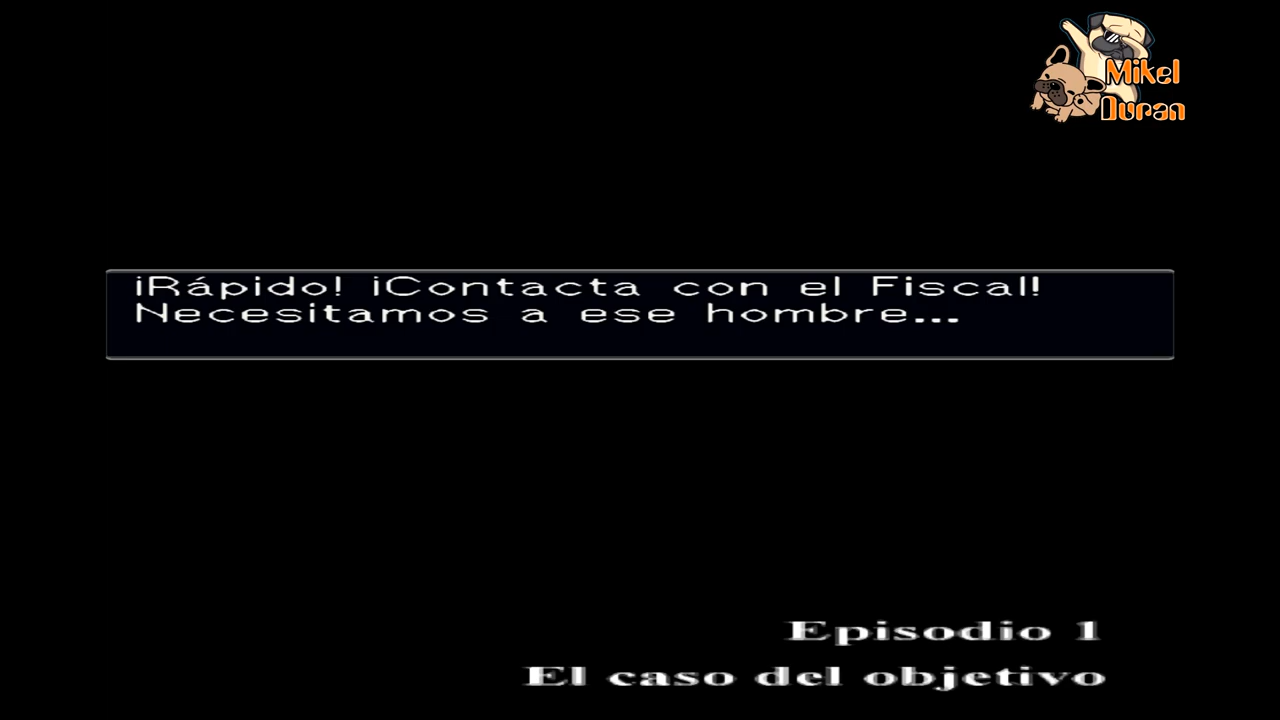 Mikel
Duran
¡Rápido! ¡Contacta con el Fiscal!
Necesitamos a ese hombre...
Episodio 1
El caso del objetivo